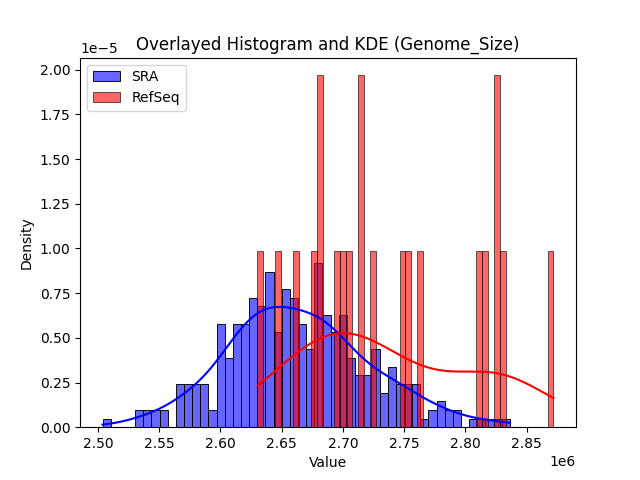 Overlayed Histogram and KDE (Genome_Size)
1e−5
SRA
RefSeq
2.00
1.75
1.50
1.25
1.00
0.75
0.50
0.25
0.00
Density
2.50 2.55 2.60 2.65 2.70 2.75 2.80 2.85
Value
1e6